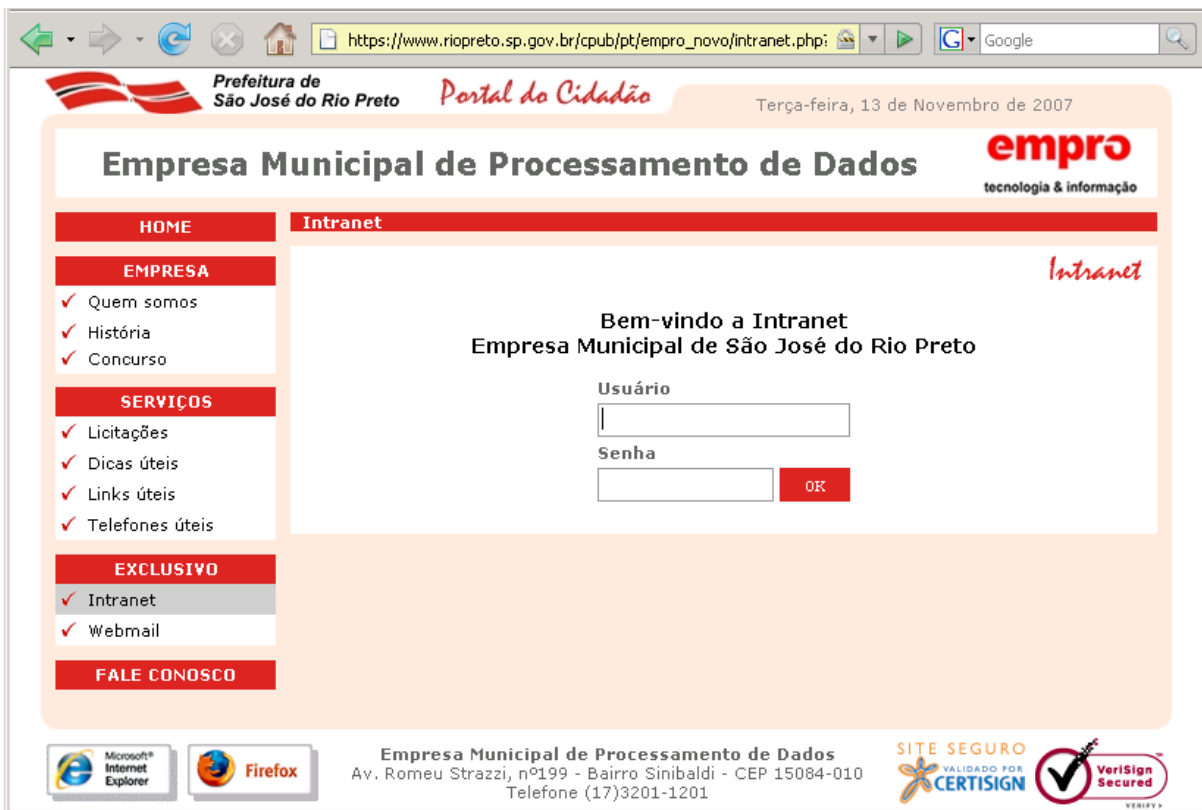 https://www.riopreto.sp.gov.br/cpub/pt/empro_novo/intranet.php?
G
Google
Prefeitura de
São José do Rio Preto
Portal do Cidadão
Terça-feira, 13 de Novembro de 2007
Empresa Municipal de Processamento de Dados
empro
tecnologia & informação
HOME
EMPRESA
Quem somos
História
Concurso
SERVIÇOS
Licitações
Dicas úteis
Links úteis
Telefones úteis
EXCLUSIVO
Intranet
Webmail
FALE CONOSCO
Intranet
Intranet
Bem-vindo a Intranet
Empresa Municipal de São José do Rio Preto
Usuário
Senha
OK
Microsoft®
Internet
Explorer
Firefox
Empresa Municipal de Processamento de Dados
Av. Romeu Strazzi, nº199 - Bairro Sinibaldi - CEP 15084-010
Telefone (17)3201-1201
SITE SEGURO
VALIDADO POR
CERTISIGN
VeriSign
Secured
VERIFY